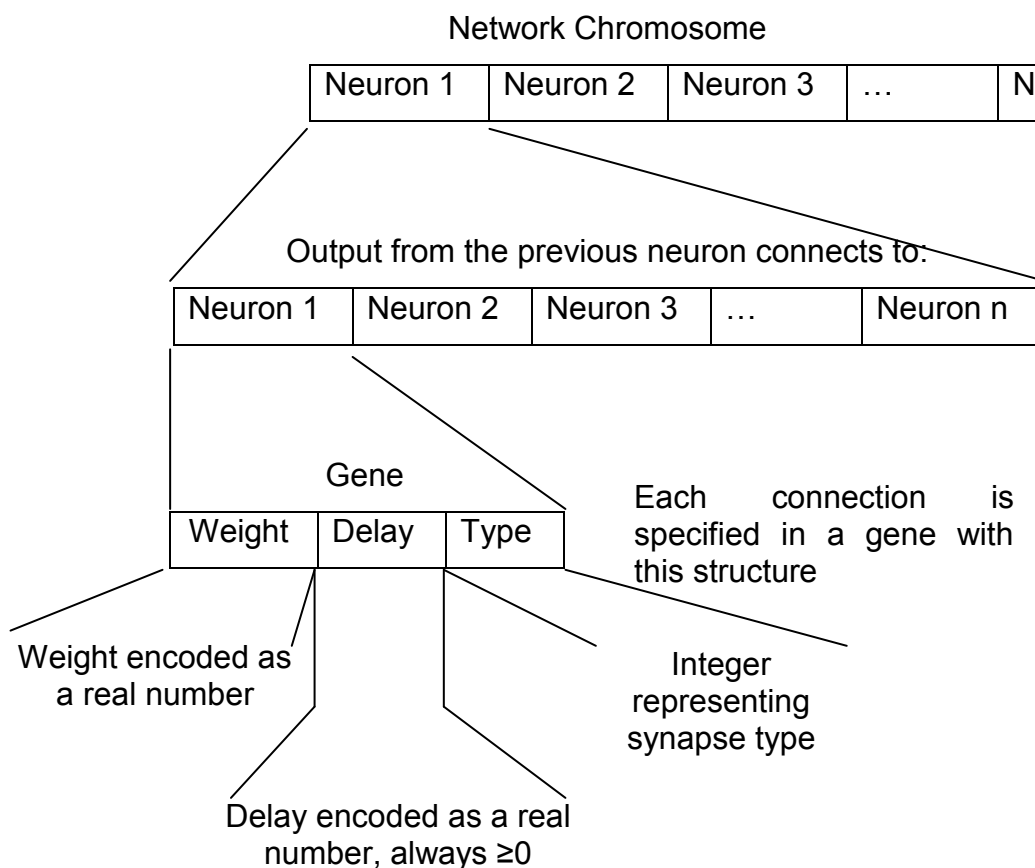 Network Chromosome
Neuron 1 Neuron 2 Neuron 3 … N
Output from the previous neuron connects to:
Neuron 1 Neuron 2 Neuron 3 … Neuron n
Gene
Weight Delay Type
Each connection is
specified in a gene with
this structure
Weight encoded as
a real number
Integer
representing
synapse type
Delay encoded as a real
number, always ≥0